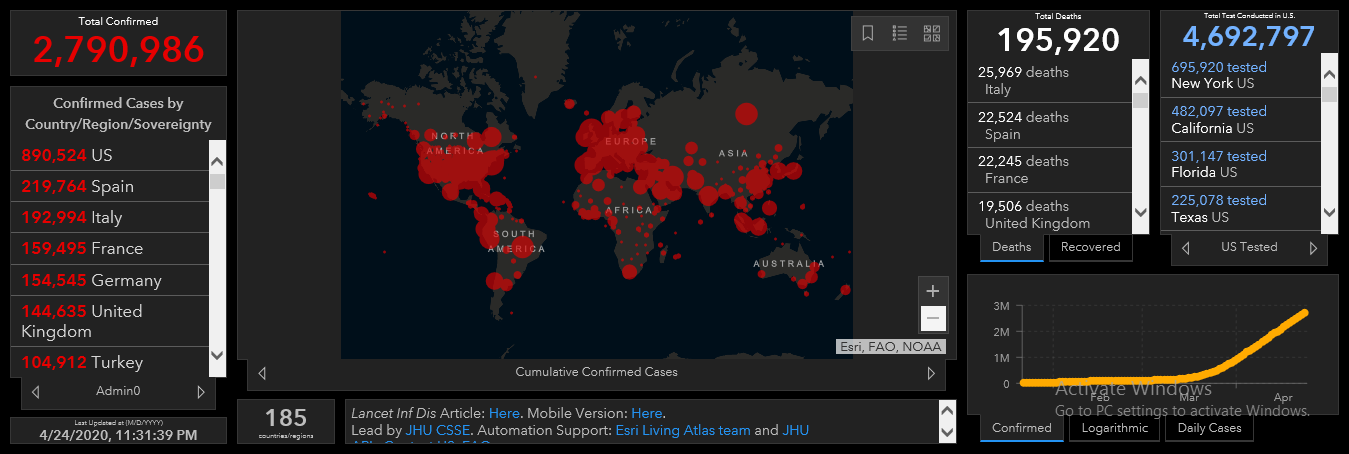 Total Confirmed
2,790,986
Confirmed Cases by
Country/Region/Sovereignty
890,524 US
219,764 Spain
192,994 Italy
159,495 France
154,545 Germany
144,635 United
Kingdom
104,912 Turkey
Admin0
Last Updated at (M/D/YYYY)
4/24/2020, 11:31:39 PM
NORTH
AMERICA
EUROPE
ASIA
AFRICA
SOUTH
AMERICA
AUSTRALIA
Esri, FAO, NOAA
Cumulative Confirmed Cases
185
countries/regions
Lancet Inf Dis Article: Here. Mobile Version: Here.
Lead by JHU CSSE. Automation Support: Esri Living Atlas team and JHU
Total Deaths
195,920
25,969 deaths
Italy
22,524 deaths
Spain
22,245 deaths
France
19,506 deaths
United Kingdom
Deaths
Recovered
Total Test Conducted in U.S.
4,692,797
695,920 tested
New York US
482,097 tested
California US
301,147 tested
Florida US
225,078 tested
Texas US
US Tested
3M
2M
1M
0
Feb
Mar
Apr
Activate Windows
Go to PC settings to activate Windows.
Confirmed
Logarithmic
Daily Cases